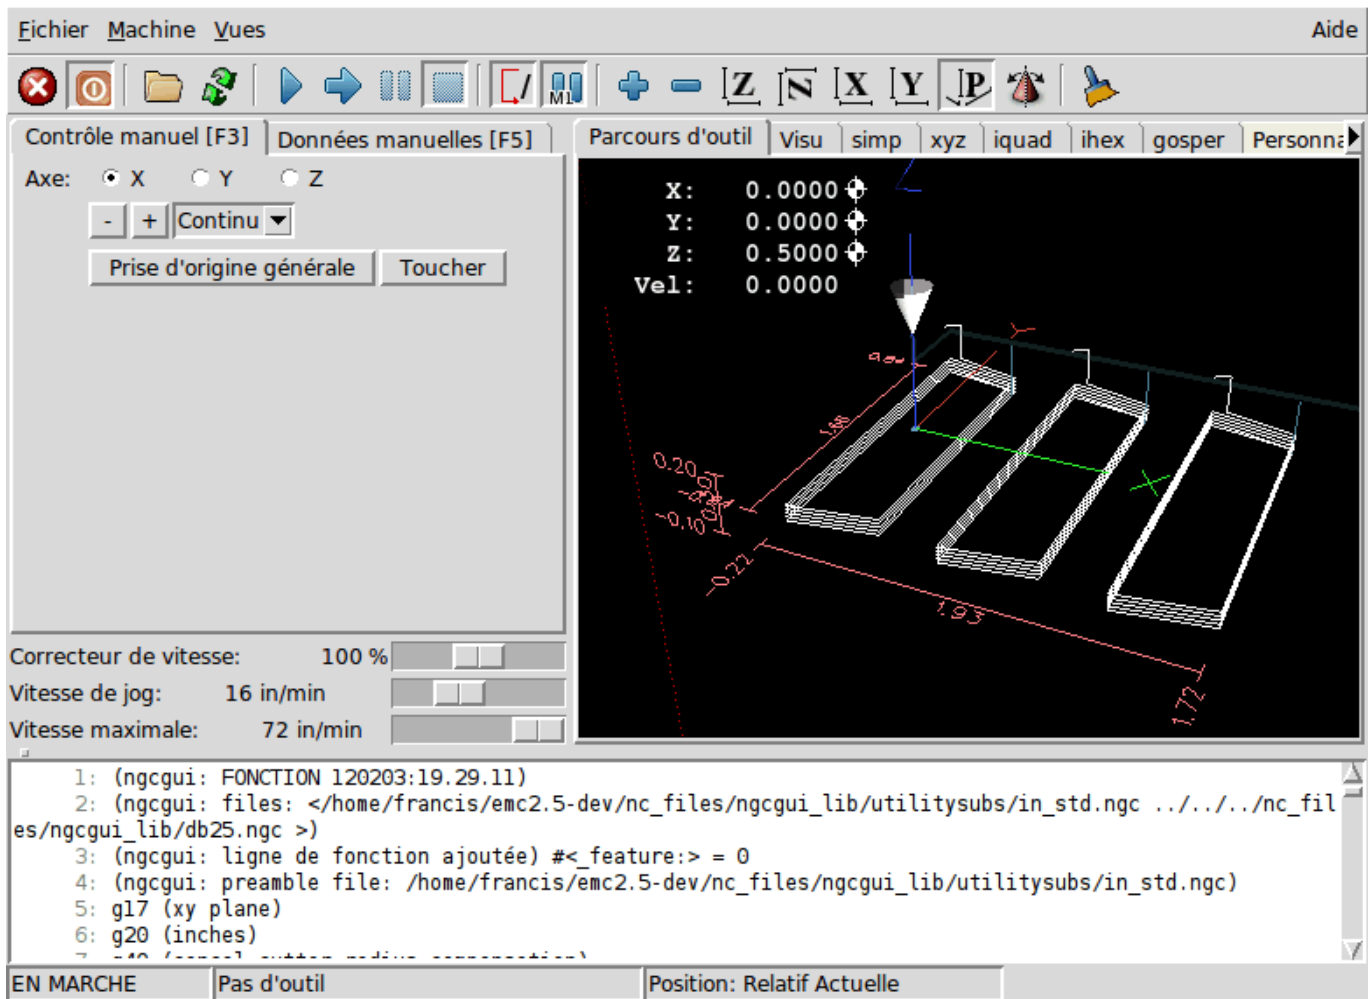 Fichier Machine Vues Aide
M1 Z N X Y P
Contrôle manuel [F3] Données manuelles [F5]
Parcours d'outil Visu simp xyz iquad ihex gosper Personna
Axe: X Y Z
- + Continu
Prise d'origine générale Toucher
X: 0.0000
Y: 0.0000
Z: 0.5000
Vel: 0.0000
Y
X
0.20
-0.10
-0.22
1.93
1.72
Correcteur de vitesse: 100 %
Vitesse de jog: 16 in/min
Vitesse maximale: 72 in/min
1: (ngcgui: FONCTION 120203:19.29.11)
2: (ngcgui: files: </home/francis/emc2.5-dev/nc_files/ngcgui_lib/utilitysubs/in_std.ngc ../../../nc_fil
es/ngcgui_lib/db25.ngc >)
3: (ngcgui: ligne de fonction ajoutée) #<_feature:> = 0
4: (ngcgui: preamble file: /home/francis/emc2.5-dev/nc_files/ngcgui_lib/utilitysubs/in_std.ngc)
5: g17 (xy plane)
6: g20 (inches)
EN MARCHE Pas d'outil Position: Relatif Actuelle